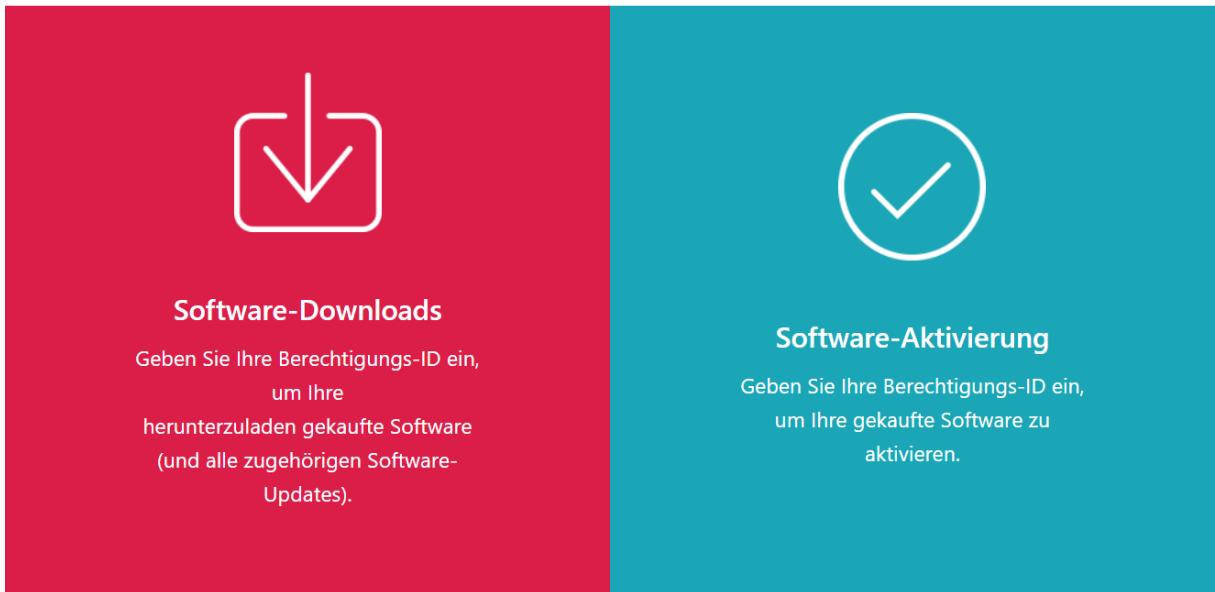 Software-Downloads
Geben Sie Ihre Berechtigungs-ID ein,
um Ihre
herunterzuladen gekaufte Software
(und alle zugehörigen Software-
Updates).
Software-Aktivierung
Geben Sie Ihre Berechtigungs-ID ein,
um Ihre gekaufte Software zu
aktivieren.